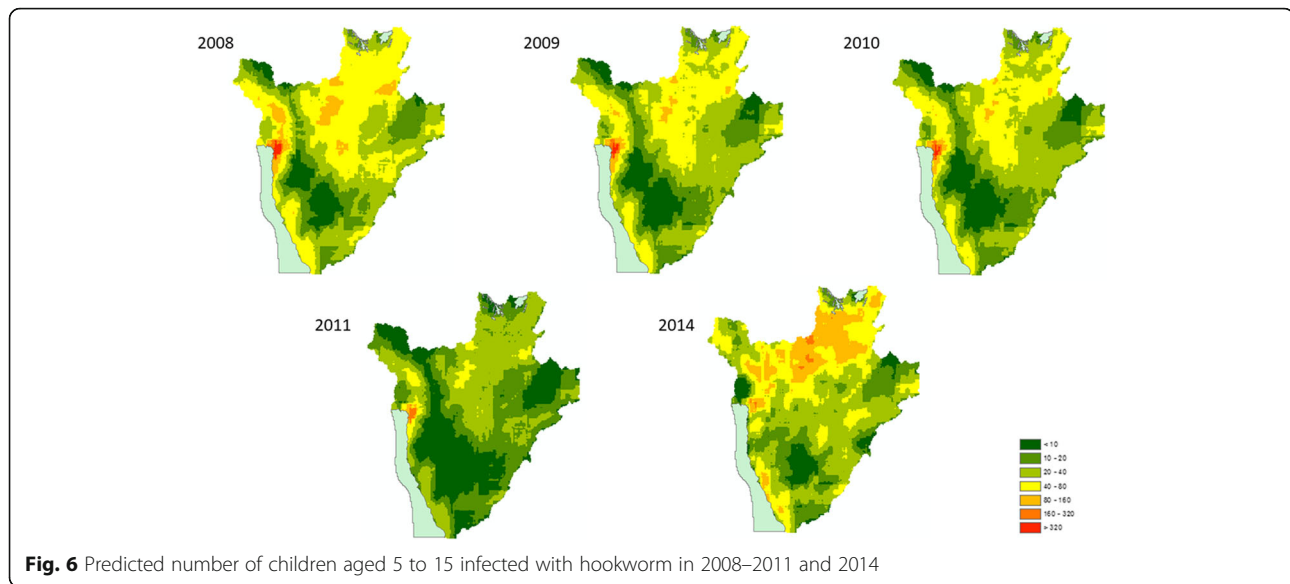 2008
2009
2010
2011
2014
< 10
10 - 20
20 - 40
40 - 80
80 - 160
160 - 320
> 320
Fig. 6 Predicted number of children aged 5 to 15 infected with hookworm in 2008–2011 and 2014